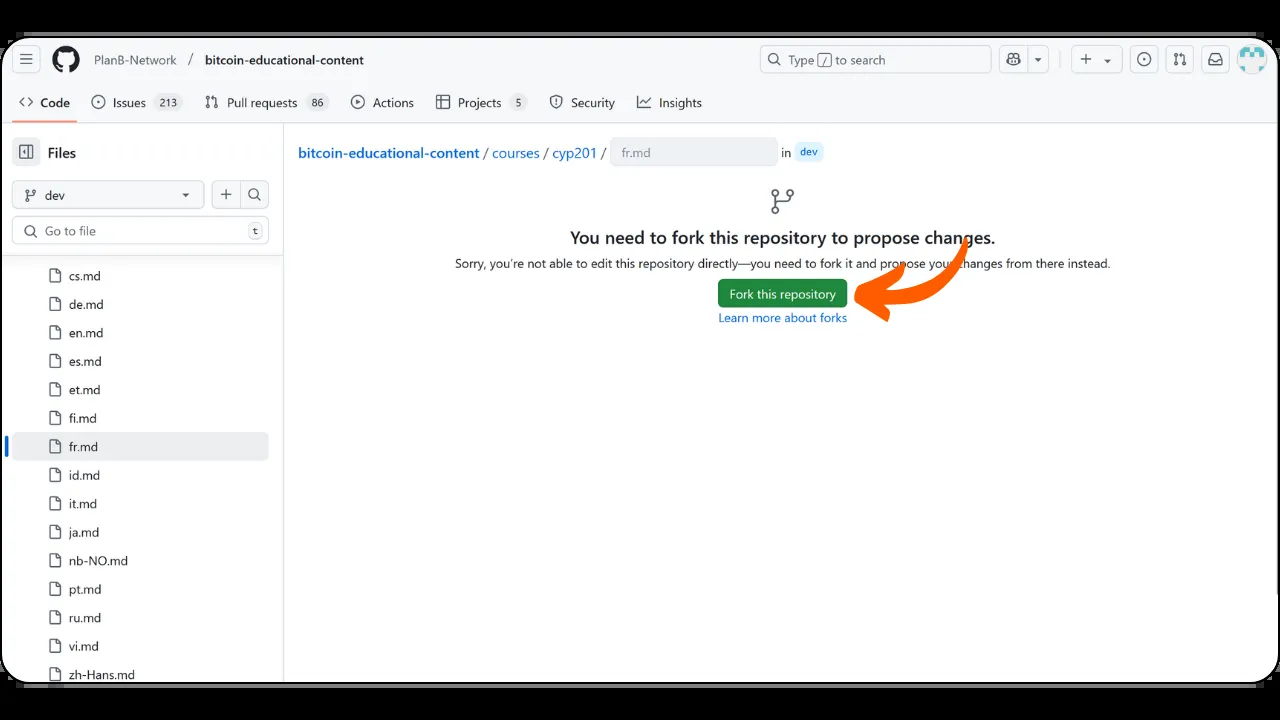 PlanB-Network / bitcoin-educational-content
Type / to search
Code
Issues 213
Pull requests 86
Actions
Projects 5
Security
Insights
Files
bitcoin-educational-content / courses / cyp201 / fr.md in dev
dev
Go to file t
You need to fork this repository to propose changes.
Sorry, you're not able to edit this repository directly—you need to fork it and propose your changes from there instead.
Fork this repository
Learn more about forks
cs.md
de.md
en.md
es.md
et.md
fi.md
fr.md
id.md
it.md
ja.md
nb-NO.md
pt.md
ru.md
vi.md
zh-Hans.md